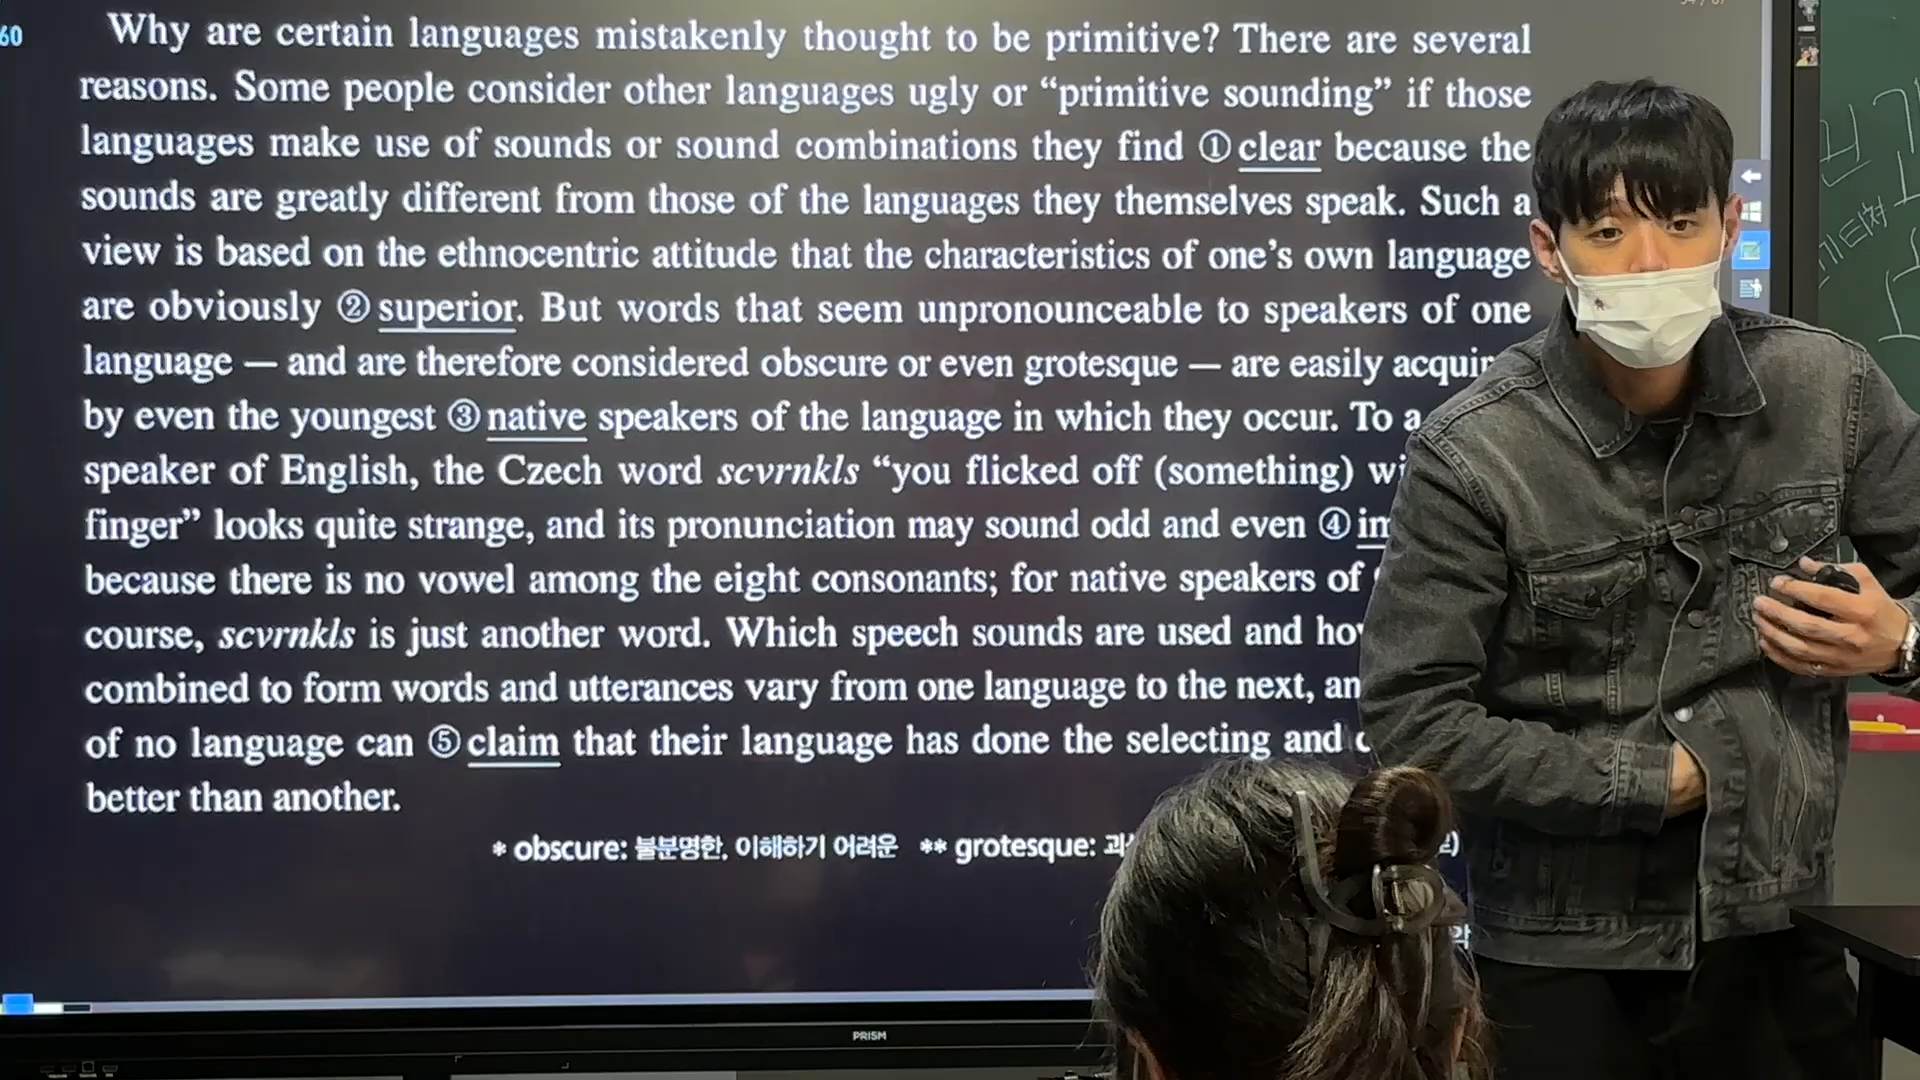 60
Why are certain languages mistakenly thought to be primitive? There are several
reasons. Some people consider other languages ugly or “primitive sounding” if those
languages make use of sounds or sound combinations they find ① clear because the
sounds are greatly different from those of the languages they themselves speak. Such a
view is based on the ethnocentric attitude that the characteristics of one’s own language
are obviously ② superior. But words that seem unpronounceable to speakers of one
language — and are therefore considered obscure or even grotesque — are easily
by even the youngest ③ native speakers of the language in which they occur. To a
speaker of English, the Czech word scvrnkls “you flicked off (something)
finger” looks quite strange, and its pronunciation may sound odd and even ④
because there is no vowel among the eight consonants; for native speakers of
course, scvrnkls is just another word. Which speech sounds are used and
combined to form words and utterances vary from one language to the next,
of no language can ⑤ claim that their language has done the selecting and
better than another.
* obscure: 불분명한, 이해하기 어려운 ** grotesque:
PRISM